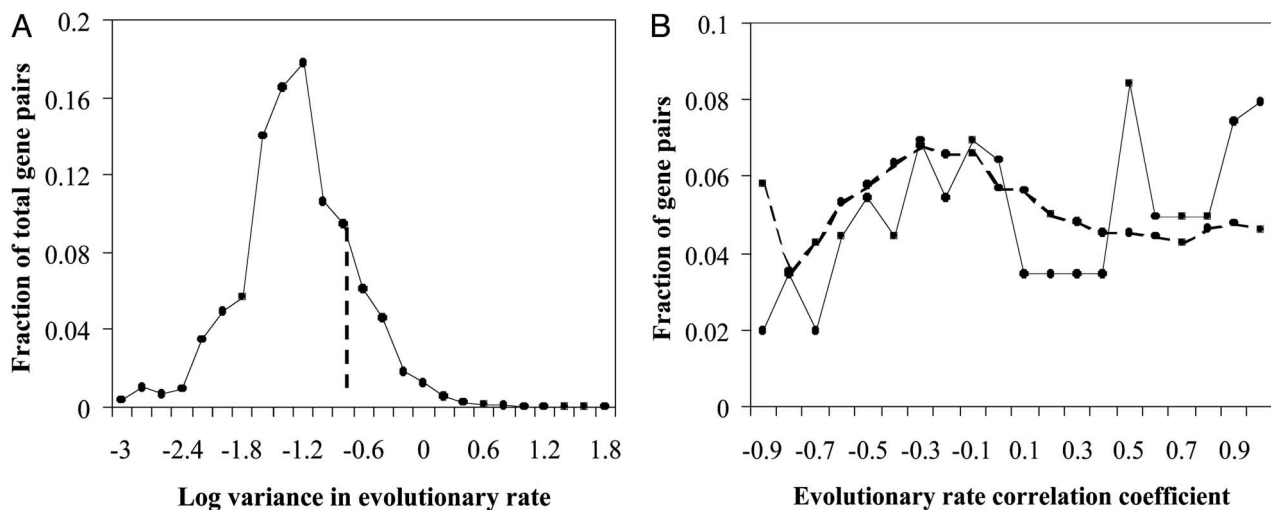 A
Fraction of total gene pairs
0.2
0.16
0.12
0.08
0.04
0
-3 -2.4 -1.8 -1.2 -0.6 0 0.6 1.2 1.8
Log variance in evolutionary rate
B
Fraction of gene pairs
0.1
0.08
0.06
0.04
0.02
0
-0.9 -0.7 -0.5 -0.3 -0.1 0.1 0.3 0.5 0.7 0.9
Evolutionary rate correlation coefficient